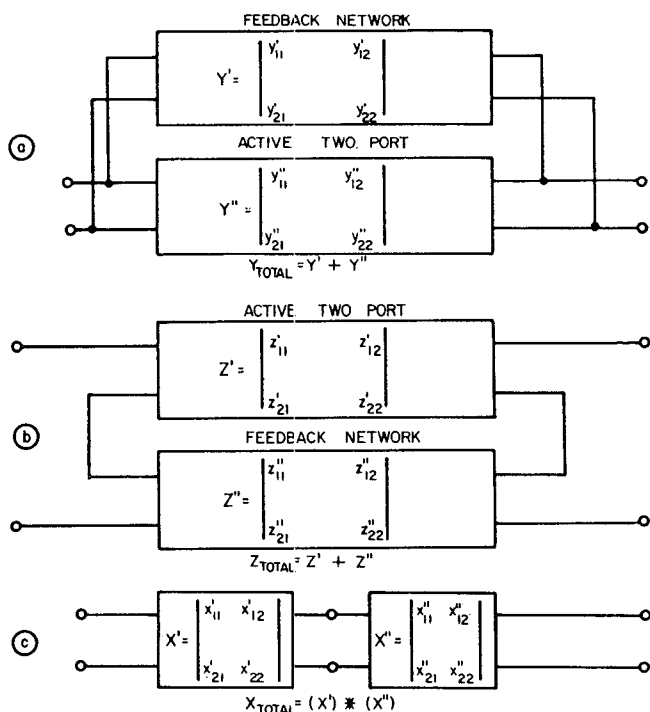 FEEDBACK NETWORK
Y'= y'11 y'12
y'21 y'22
a
ACTIVE TWO PORT
Y"= y"11 y"12
y"21 y"22
YTOTAL = Y' + Y"
ACTIVE TWO PORT
Z'= z'11 z'12
z'21 z'22
b
FEEDBACK NETWORK
Z"= z"11 z"12
z"21 z"22
ZTOTAL = Z' + Z"
c
X'= x'11 x'12
x'21 x'22
X"= x"11 x"12
x"21 x"22
XTOTAL = (X') * (X")